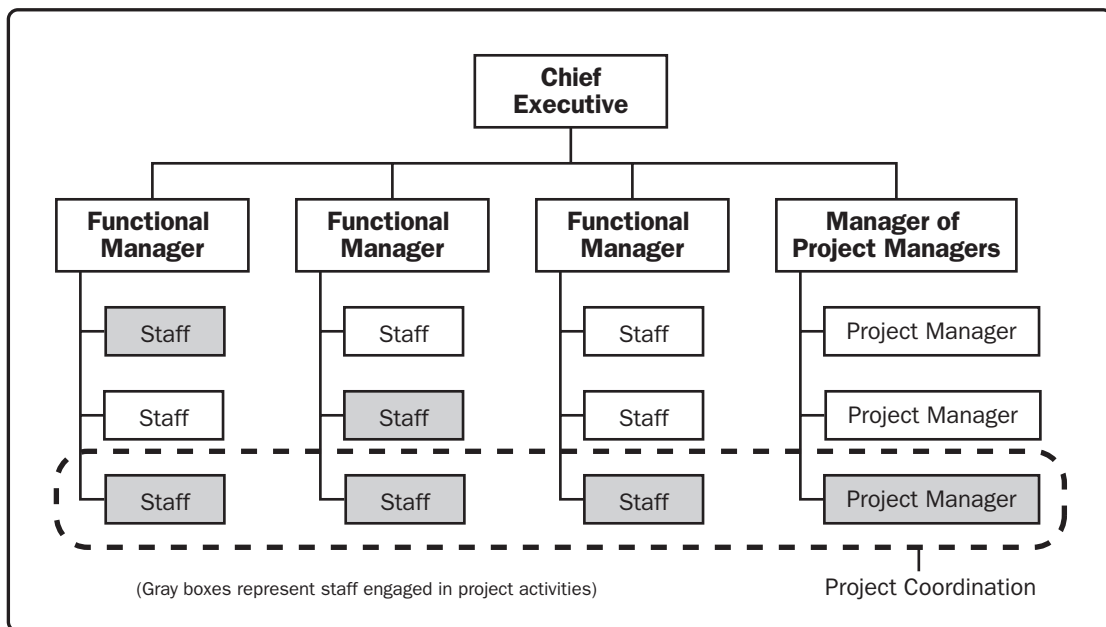 Chief
Executive
Functional
Manager
Functional
Manager
Functional
Manager
Manager of
Project Managers
Staff
Staff
Staff
Project Manager
Staff
Staff
Staff
Project Manager
Staff
Staff
Staff
Project Manager
(Gray boxes represent staff engaged in project activities)
Project Coordination